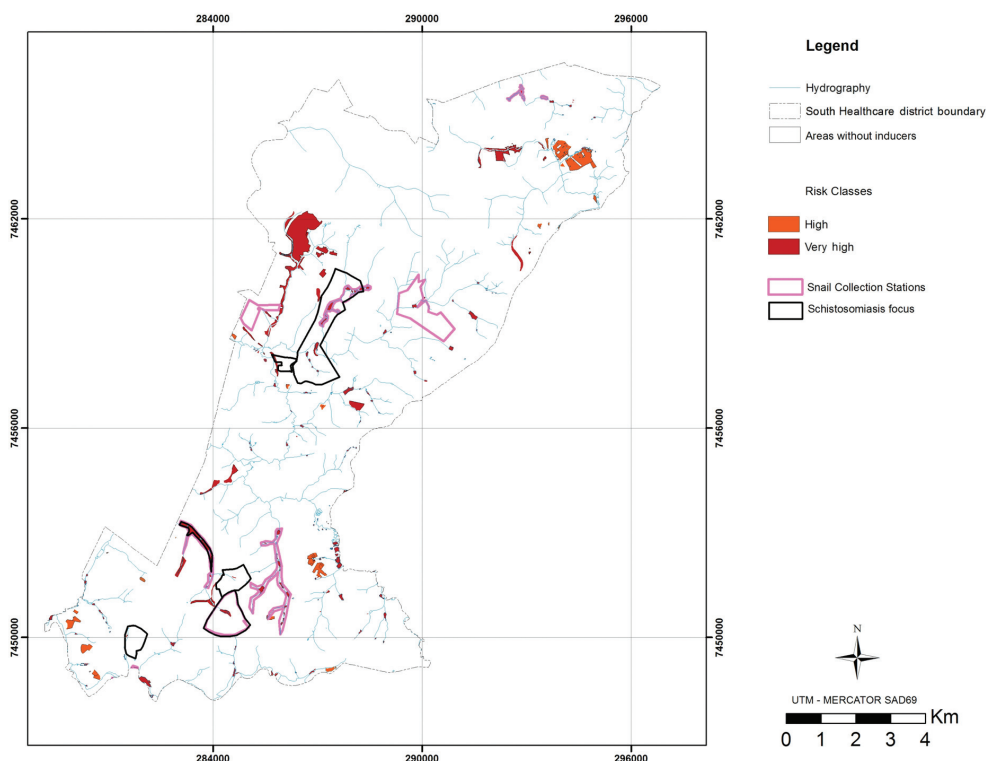 284000 290000 296000
Legend
Hydrography
South Healthcare district boundary
Areas without inducers
Risk Classes
High
Very high
Snail Collection Stations
Schistosomiasis focus
7462000 7462000
7456000 7456000
7450000 7450000
N
UTM - MERCATOR SAD69
Km
0 1 2 3 4
284000 290000 296000